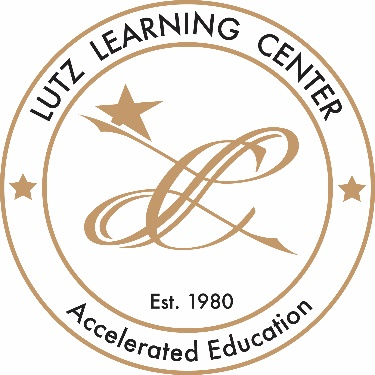 LUTZ LEARNING CENTER
Est. 1980
Accelerated Education